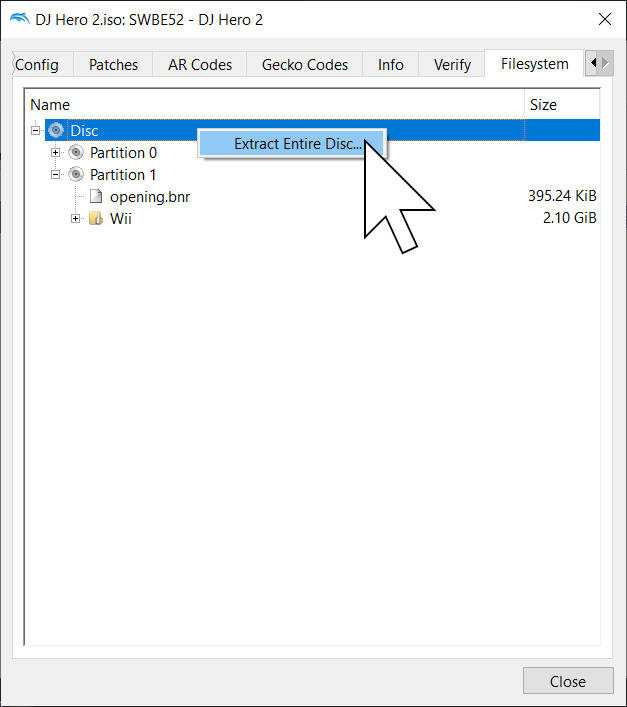 DJ Hero 2.iso: SWBE52 - DJ Hero 2
Config Patches AR Codes Gecko Codes Info Verify Filesystem
Name Size
Disc
Extract Entire Disc...
Partition 0
Partition 1
opening.bnr 395.24 KiB
Wii 2.10 GiB
Close